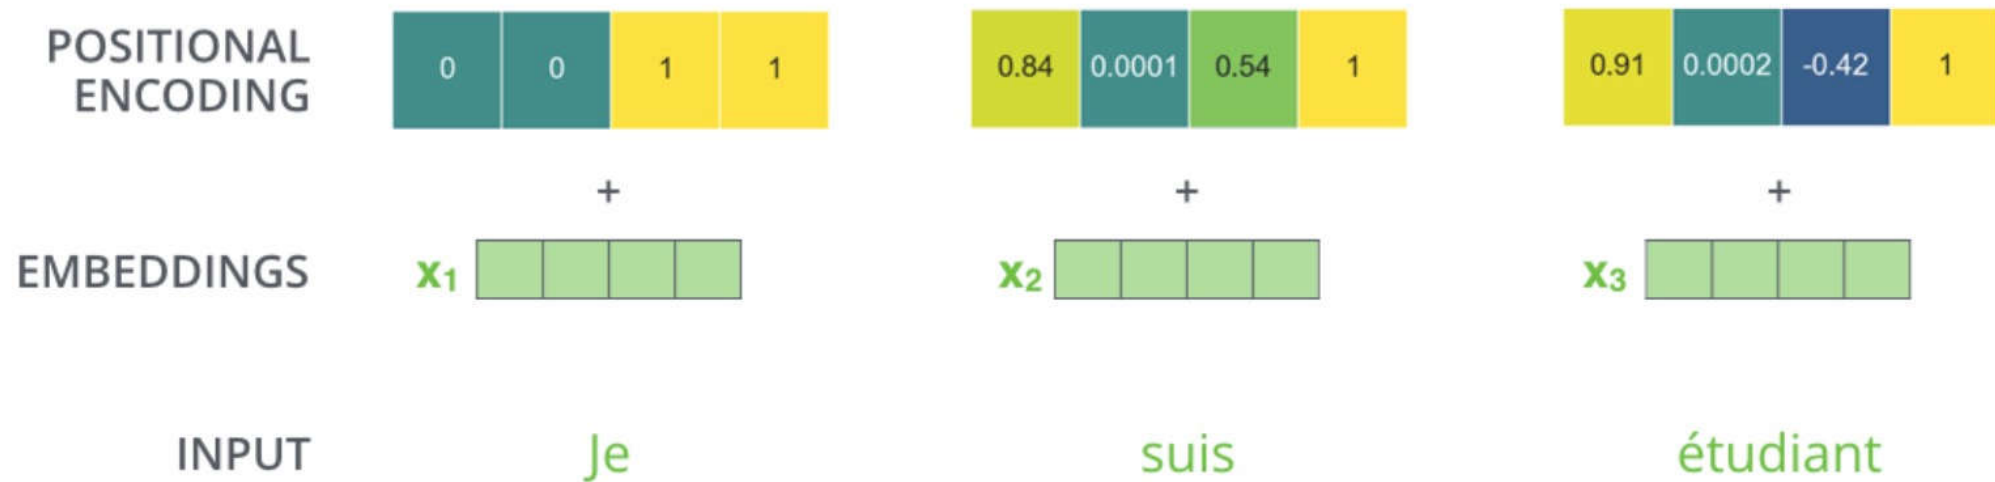 POSITIONAL
ENCODING
0 0 1 1
0.84 0.0001 0.54 1
0.91 0.0002 -0.42 1
+ + +
EMBEDDINGS x1 x2 x3
INPUT Je suis étudiant